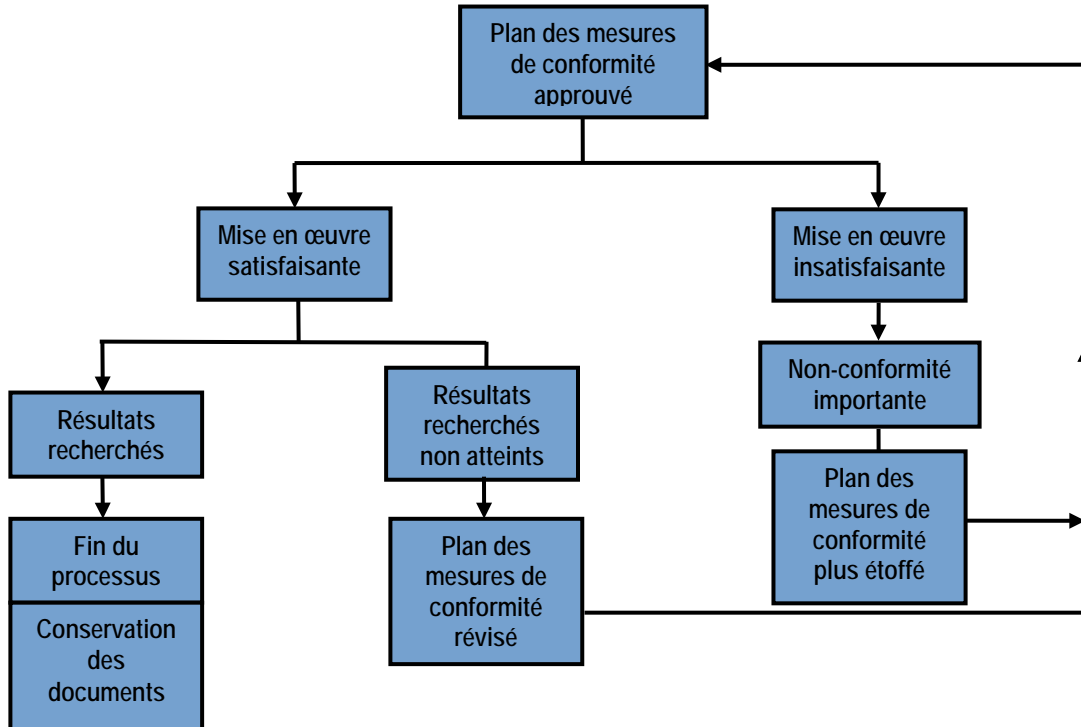 Plan des mesures
de conformité
approuvé
Mise en œuvre
satisfaisante
Mise en œuvre
insatisfaisante
Non-conformité
importante
Résultats
recherchés
Résultats
recherchés
non atteints
Plan des
mesures de
conformité
plus étoffé
Fin du
processus
Plan des
mesures de
conformité
révisé
Conservation
des
documents